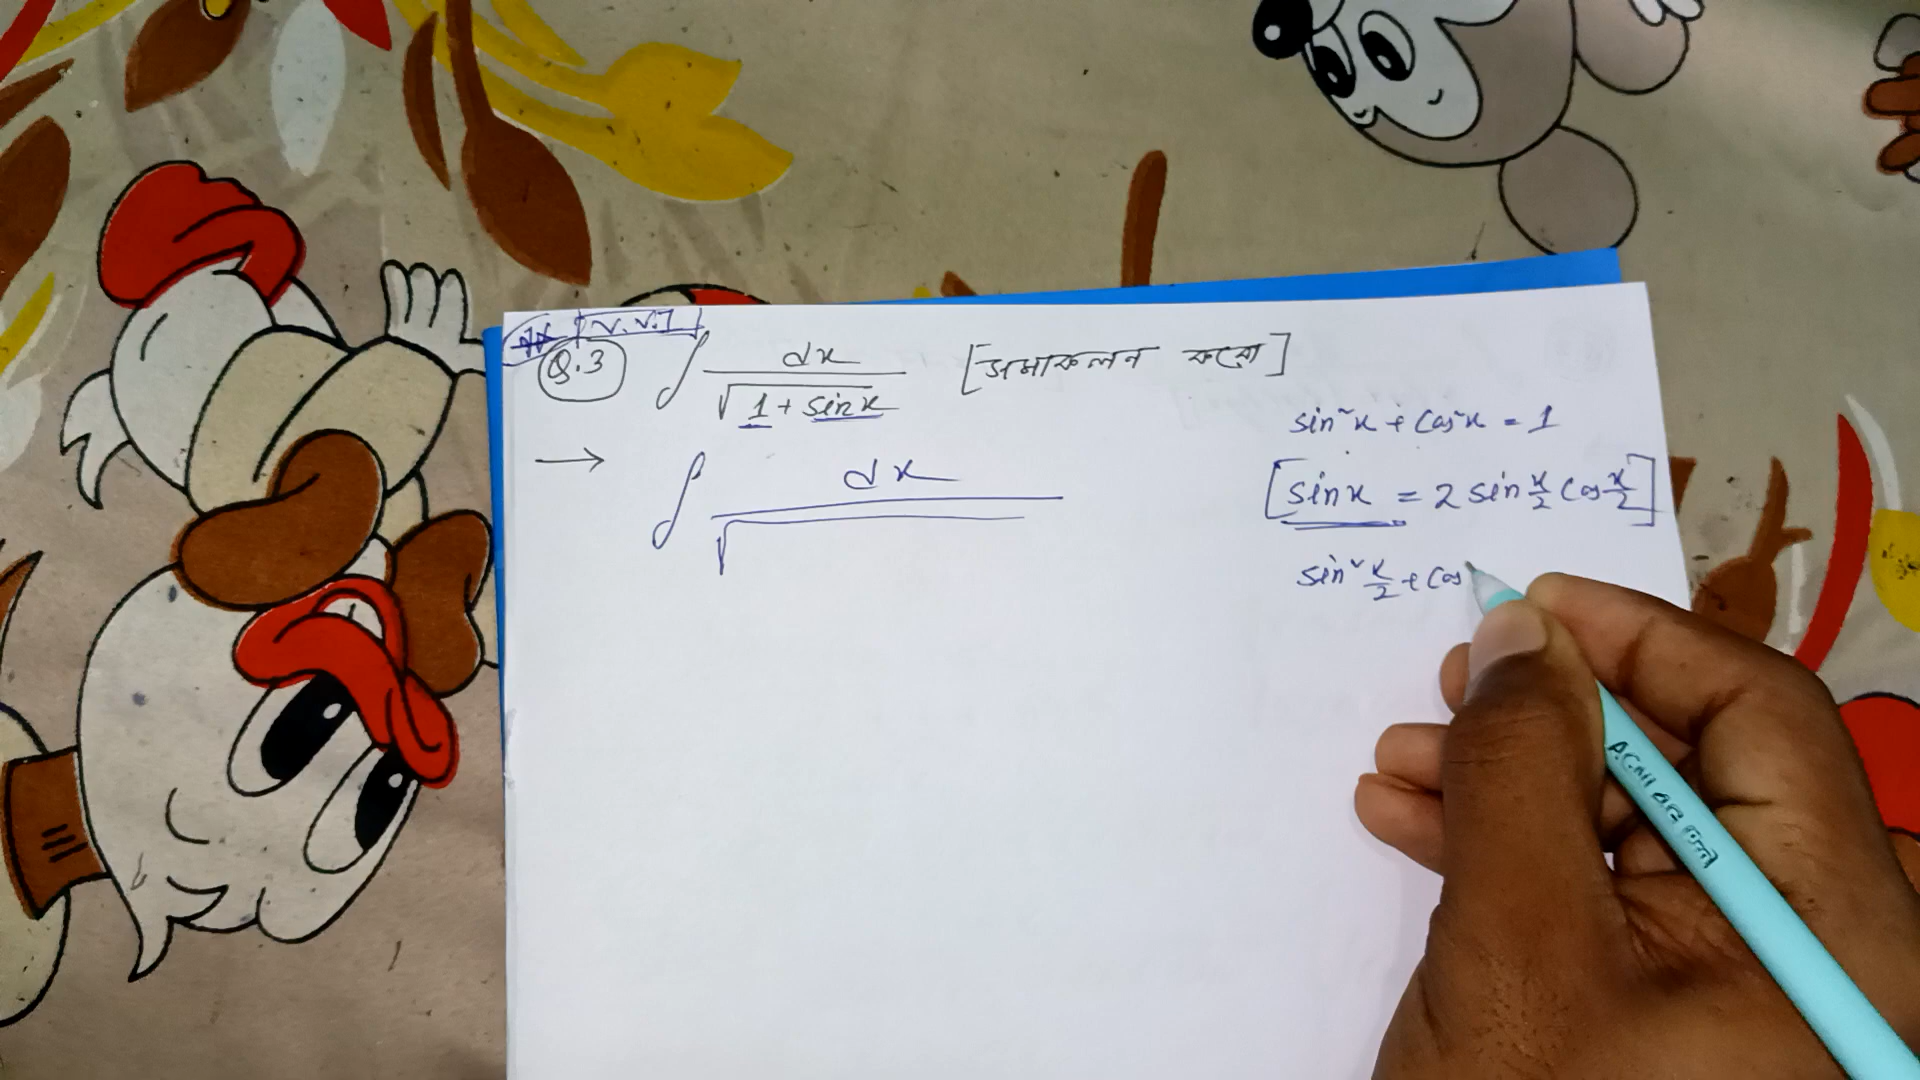 V.V.I
Q.3 ∫ dx / √(1 + sin x) [সমাকলন করো]
sin²x + cos²x = 1
→ ∫ dx / √
[sin x = 2 sin x/2 cos x/2]
sin² x/2 + cos